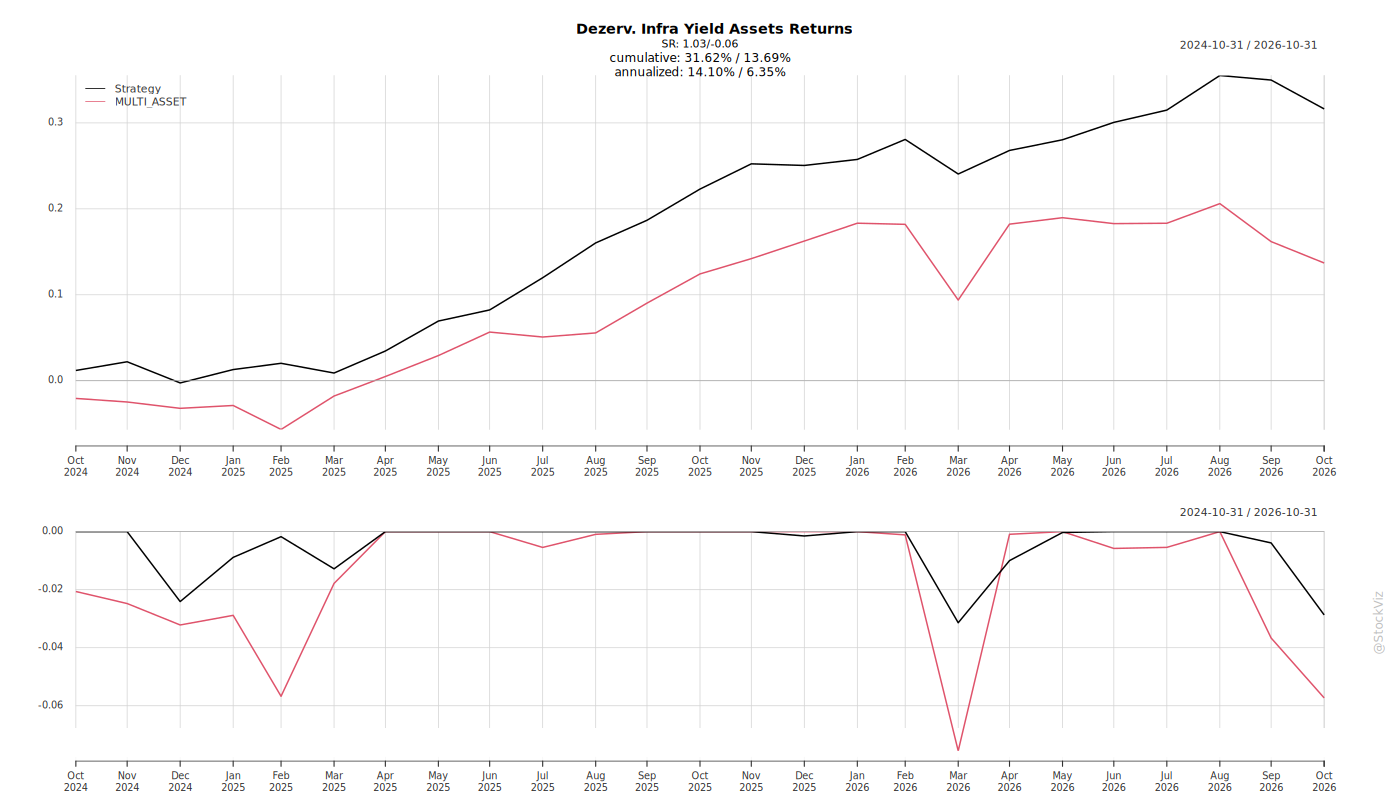 Dezerv. Infra Yield Assets Returns
SR: 1.03/-0.06
cumulative: 31.62% / 13.69%
annualized: 14.10% / 6.35%
2024-10-31 / 2026-10-31
Strategy
MULTI_ASSET
0.3
0.2
0.1
0.0
Oct Nov Dec Jan Feb Mar Apr May Jun Jul Aug Sep Oct Nov Dec Jan Feb Mar Apr May Jun Jul Aug Sep Oct
2024 2024 2024 2025 2025 2025 2025 2025 2025 2025 2025 2025 2025 2025 2025 2026 2026 2026 2026 2026 2026 2026 2026 2026 2026
2024-10-31 / 2026-10-31
0.00
-0.02
-0.04
-0.06
Oct Nov Dec Jan Feb Mar Apr May Jun Jul Aug Sep Oct Nov Dec Jan Feb Mar Apr May Jun Jul Aug Sep Oct
2024 2024 2024 2025 2025 2025 2025 2025 2025 2025 2025 2025 2025 2025 2025 2026 2026 2026 2026 2026 2026 2026 2026 2026 2026
@StockViz